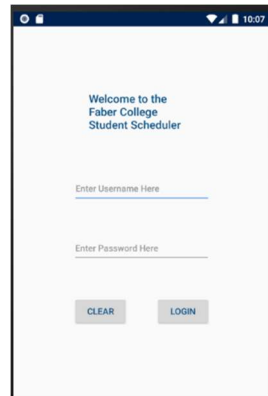 10:07
Welcome to the
Faber College
Student Scheduler
Enter Username Here
Enter Password Here
CLEAR LOGIN